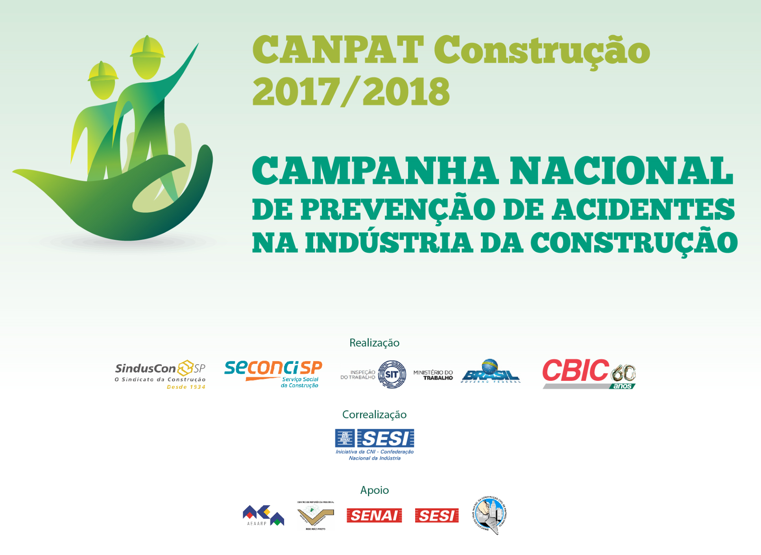 CANPAT Construção
2017/2018
CAMPANHA NACIONAL
DE PREVENÇÃO DE ACIDENTES
NA INDÚSTRIA DA CONSTRUÇÃO
Realização
SindusCon SP
O Sindicato da Construção
Desde 1934
seconci SP
Serviço Social
da Construção
INSPEÇÃO
DO TRABALHO
SIT
MINISTÉRIO DO
TRABALHO
BRASIL
GOVERNO FEDERAL
CBIC 60
anos
Correalização
SESI
Iniciativa da CNI - Confederação
Nacional da Indústria
Apoio
SENAI
SESI